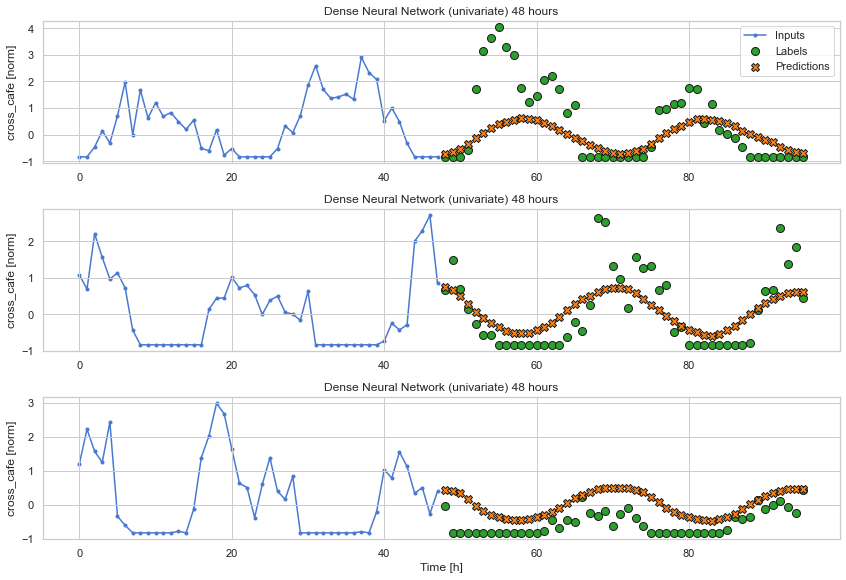 Dense Neural Network (univariate) 48 hours
4
3
2
1
0
−1
cross_cafe [norm]
Inputs
Labels
Predictions
0 20 40 60 80
Dense Neural Network (univariate) 48 hours
2
1
0
−1
cross_cafe [norm]
0 20 40 60 80
Dense Neural Network (univariate) 48 hours
3
2
1
0
−1
cross_cafe [norm]
0 20 40 60 80
Time [h]